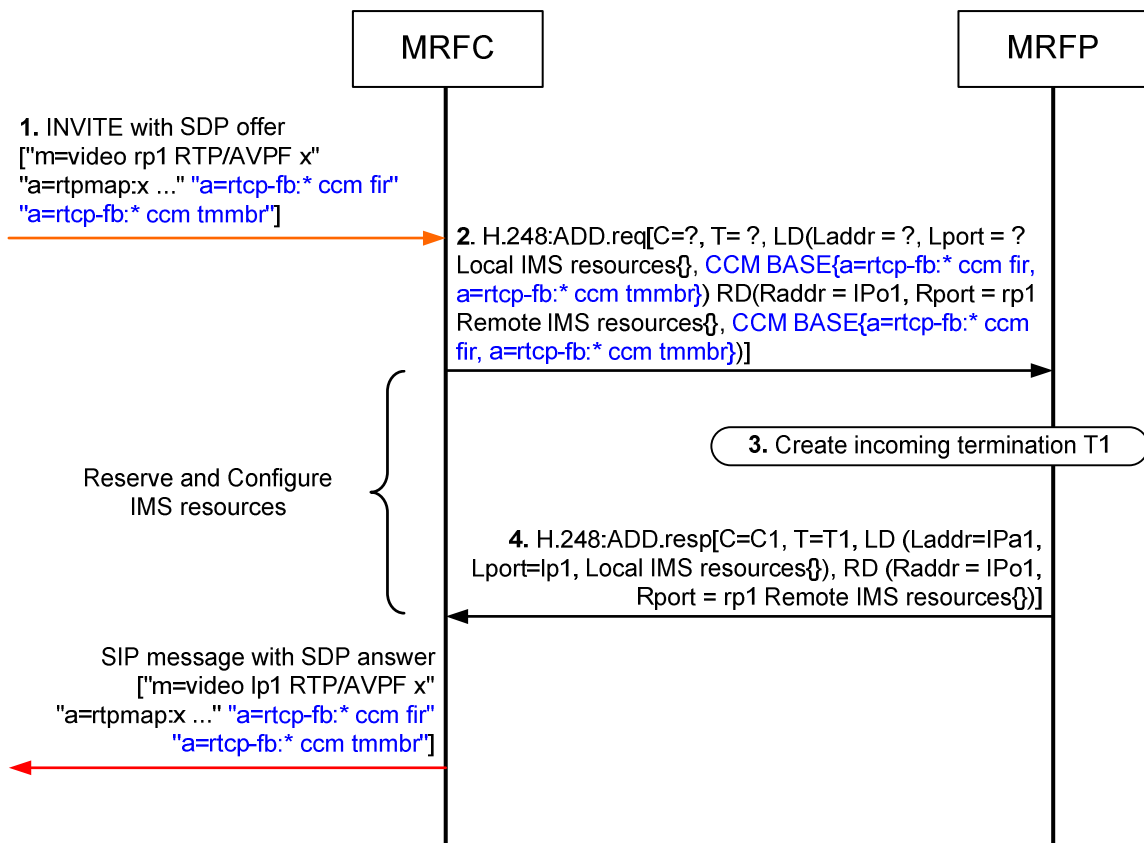 MRFC
MRFP
1. INVITE with SDP offer
["m=video rp1 RTP/AVPF x"
"a=rtpmap:x ..." "a=rtcp-fb:* ccm fir"
"a=rtcp-fb:* ccm tmmbr"]
2. H.248:ADD.req[C=?, T= ?, LD(Laddr = ?, Lport = ?
Local IMS resources{}, CCM BASE{a=rtcp-fb:* ccm fir,
a=rtcp-fb:* ccm tmmbr}) RD(Raddr = IPo1, Rport = rp1
Remote IMS resources{}, CCM BASE{a=rtcp-fb:* ccm
fir, a=rtcp-fb:* ccm tmmbr})]
3. Create incoming termination T1
Reserve and Configure
IMS resources
4. H.248:ADD.resp[C=C1, T=T1, LD (Laddr=IPa1,
Lport=lp1, Local IMS resources{}), RD (Raddr = IPo1,
Rport = rp1 Remote IMS resources{})]
SIP message with SDP answer
["m=video lp1 RTP/AVPF x"
"a=rtpmap:x ..." "a=rtcp-fb:* ccm fir"
"a=rtcp-fb:* ccm tmmbr"]